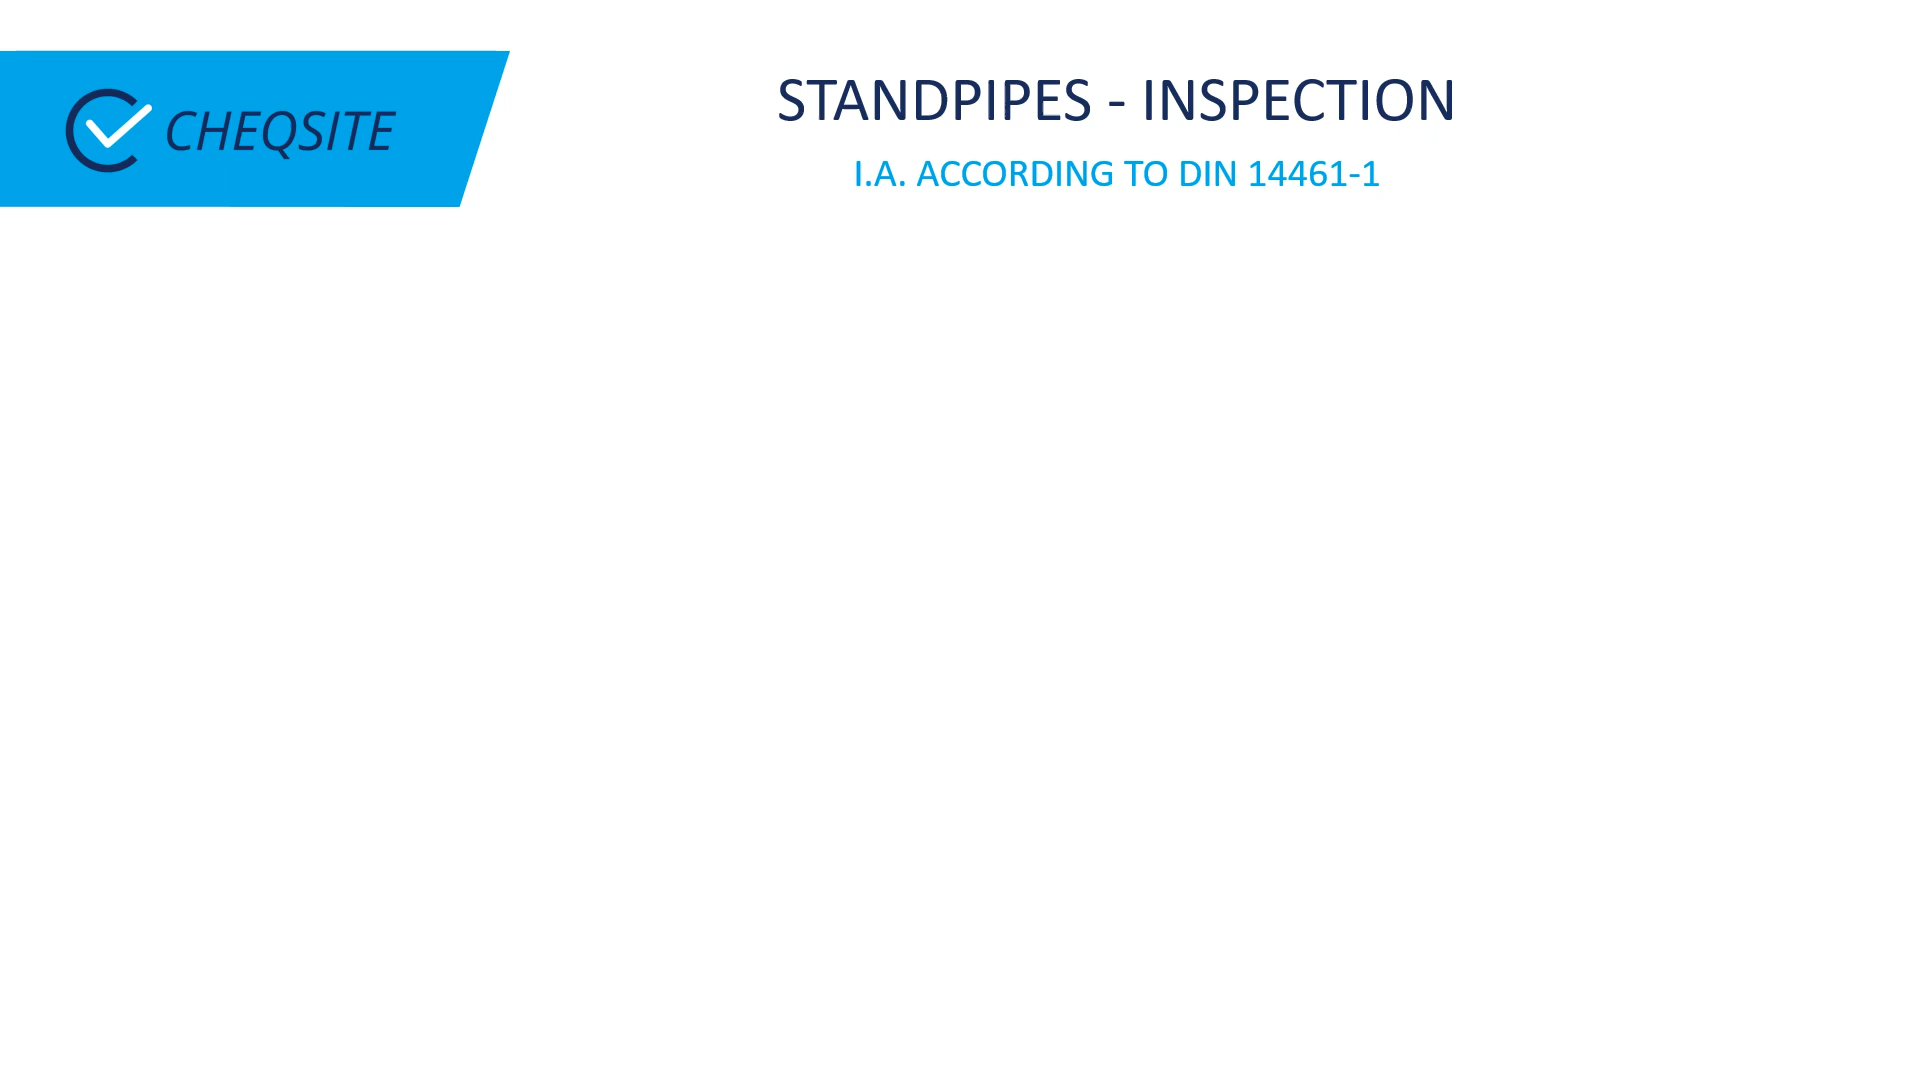 CHEQSITE
STANDPIPES - INSPECTION
I.A. ACCORDING TO DIN 14461-1